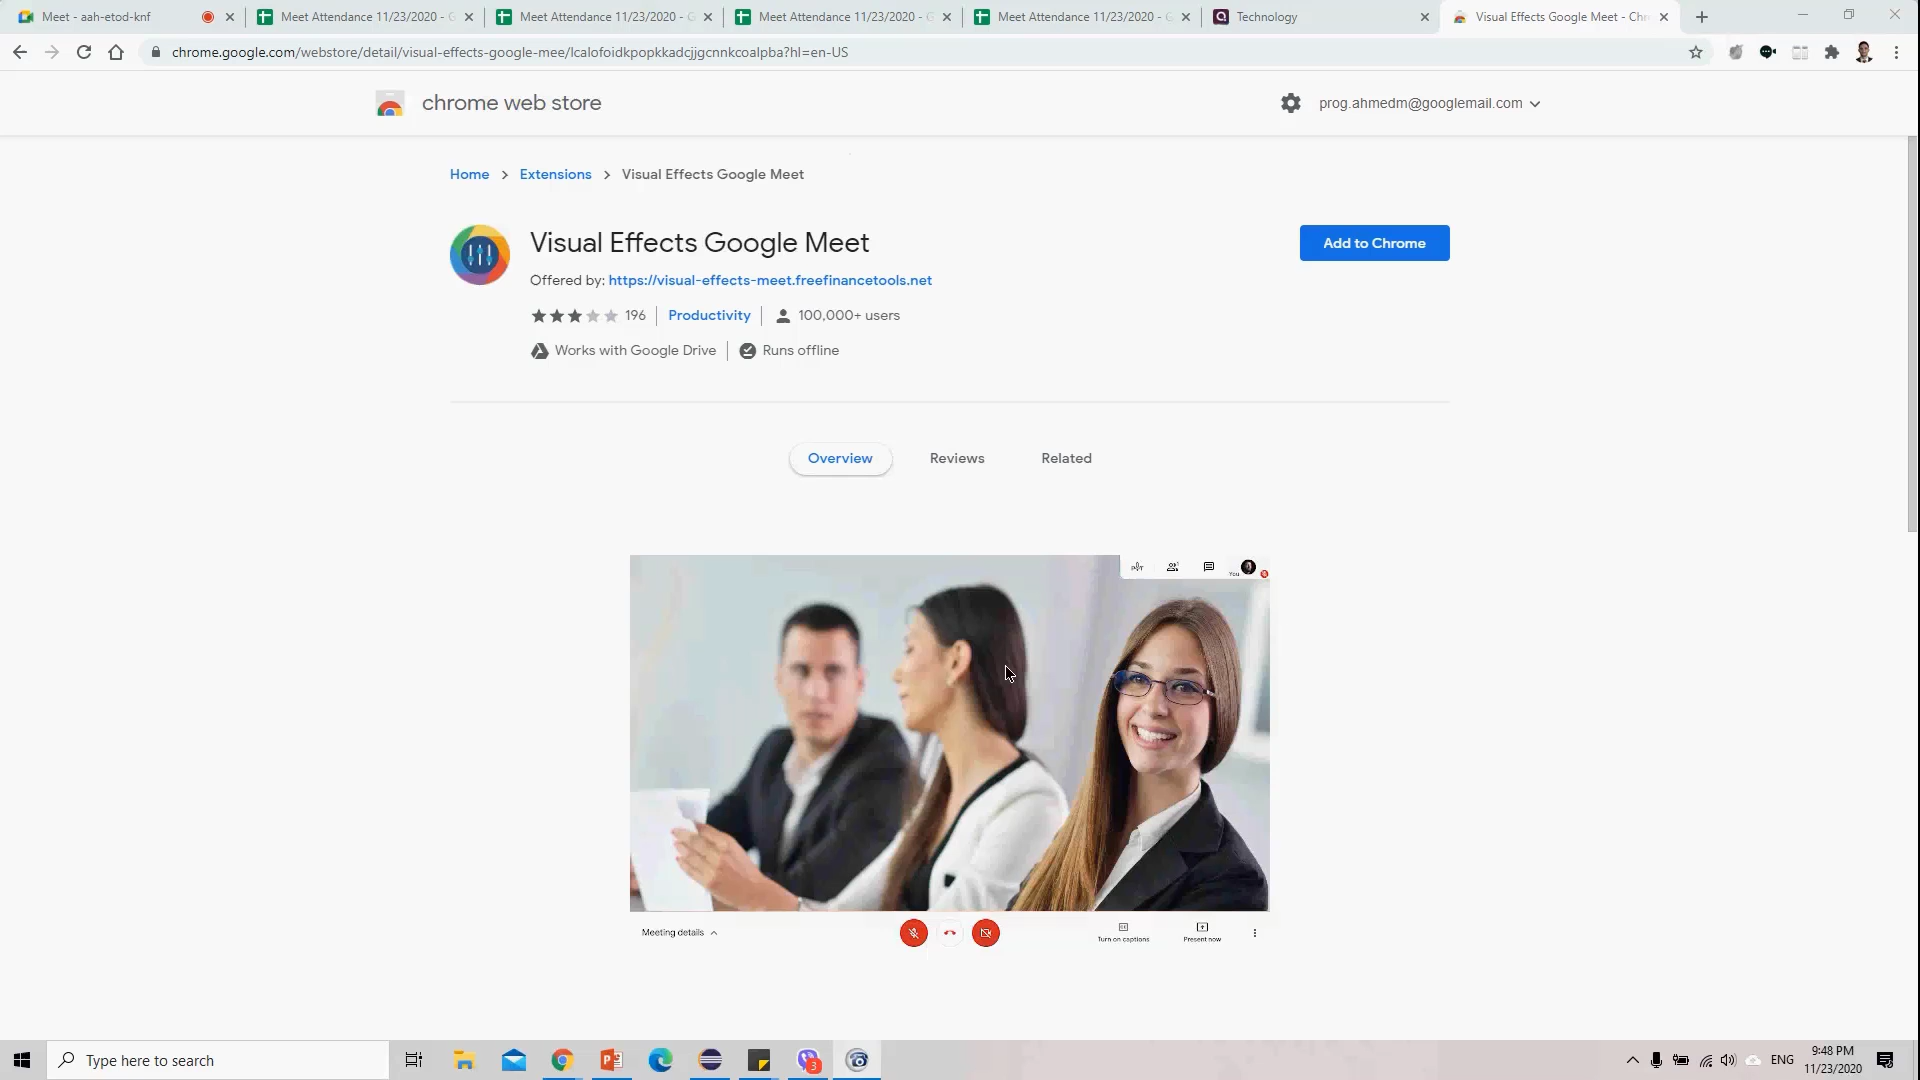 Meet - aah-etod-knf
Meet Attendance 11/23/2020 - G
Meet Attendance 11/23/2020 - G
Meet Attendance 11/23/2020 - G
Meet Attendance 11/23/2020 - G
Technology
Visual Effects Google Meet - Chr
chrome.google.com/webstore/detail/visual-effects-google-mee/lcalofoidkpopkkadcjjgcnnkcoalpba?hl=en-US
chrome web store
prog.ahmedm@googlemail.com
Home > Extensions > Visual Effects Google Meet
Visual Effects Google Meet
Add to Chrome
Offered by: https://visual-effects-meet.freefinancetools.net
196 Productivity 100,000+ users
Works with Google Drive Runs offline
Overview Reviews Related
You
Meeting details
Turn on captions
Present now
Type here to search
3
ENG
9:48 PM
11/23/2020